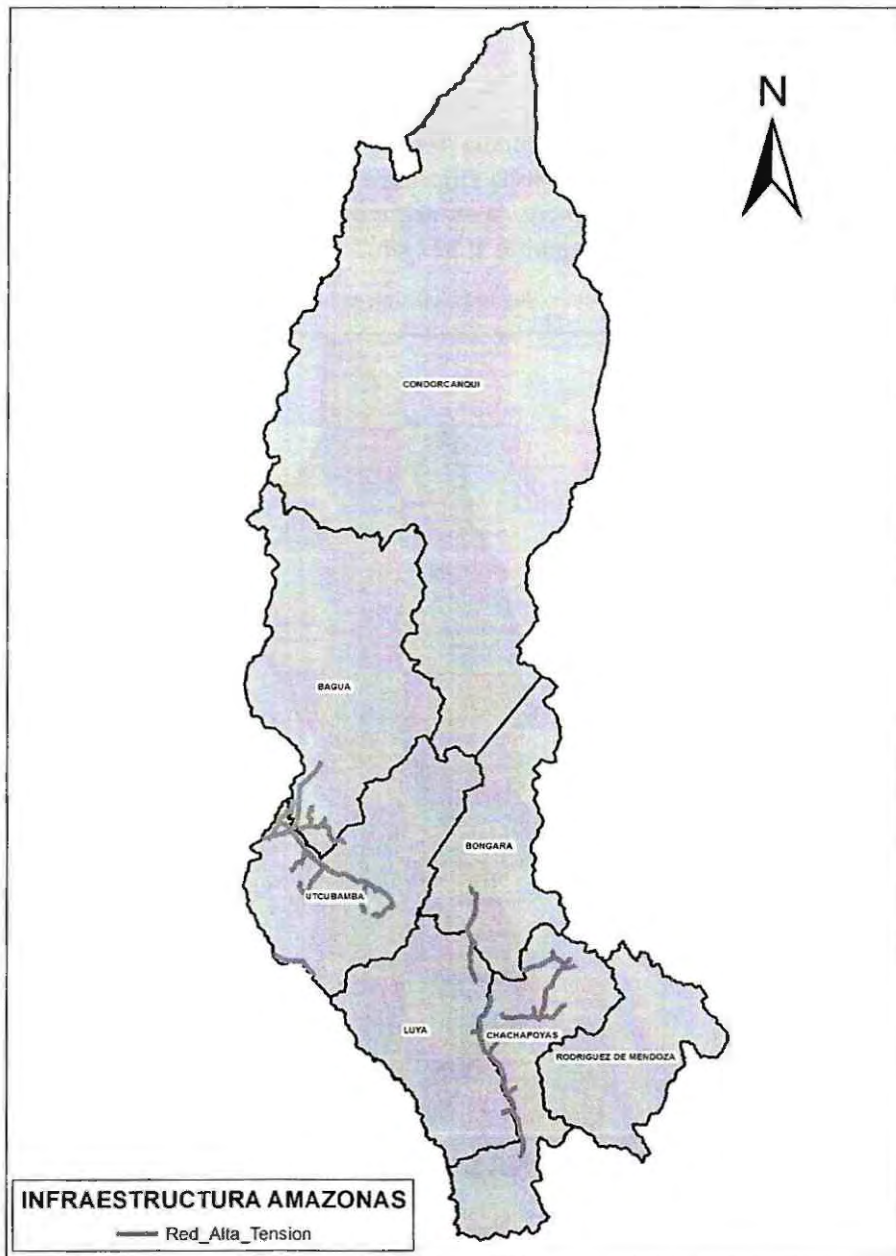 N
CONDORCANQUI
BAGUA
BONGARA
UTCUBAMBA
LUYA
CHACHAPOYAS
RODRIGUEZ DE MENDOZA
INFRAESTRUCTURA AMAZONAS
Red_Alta_Tension